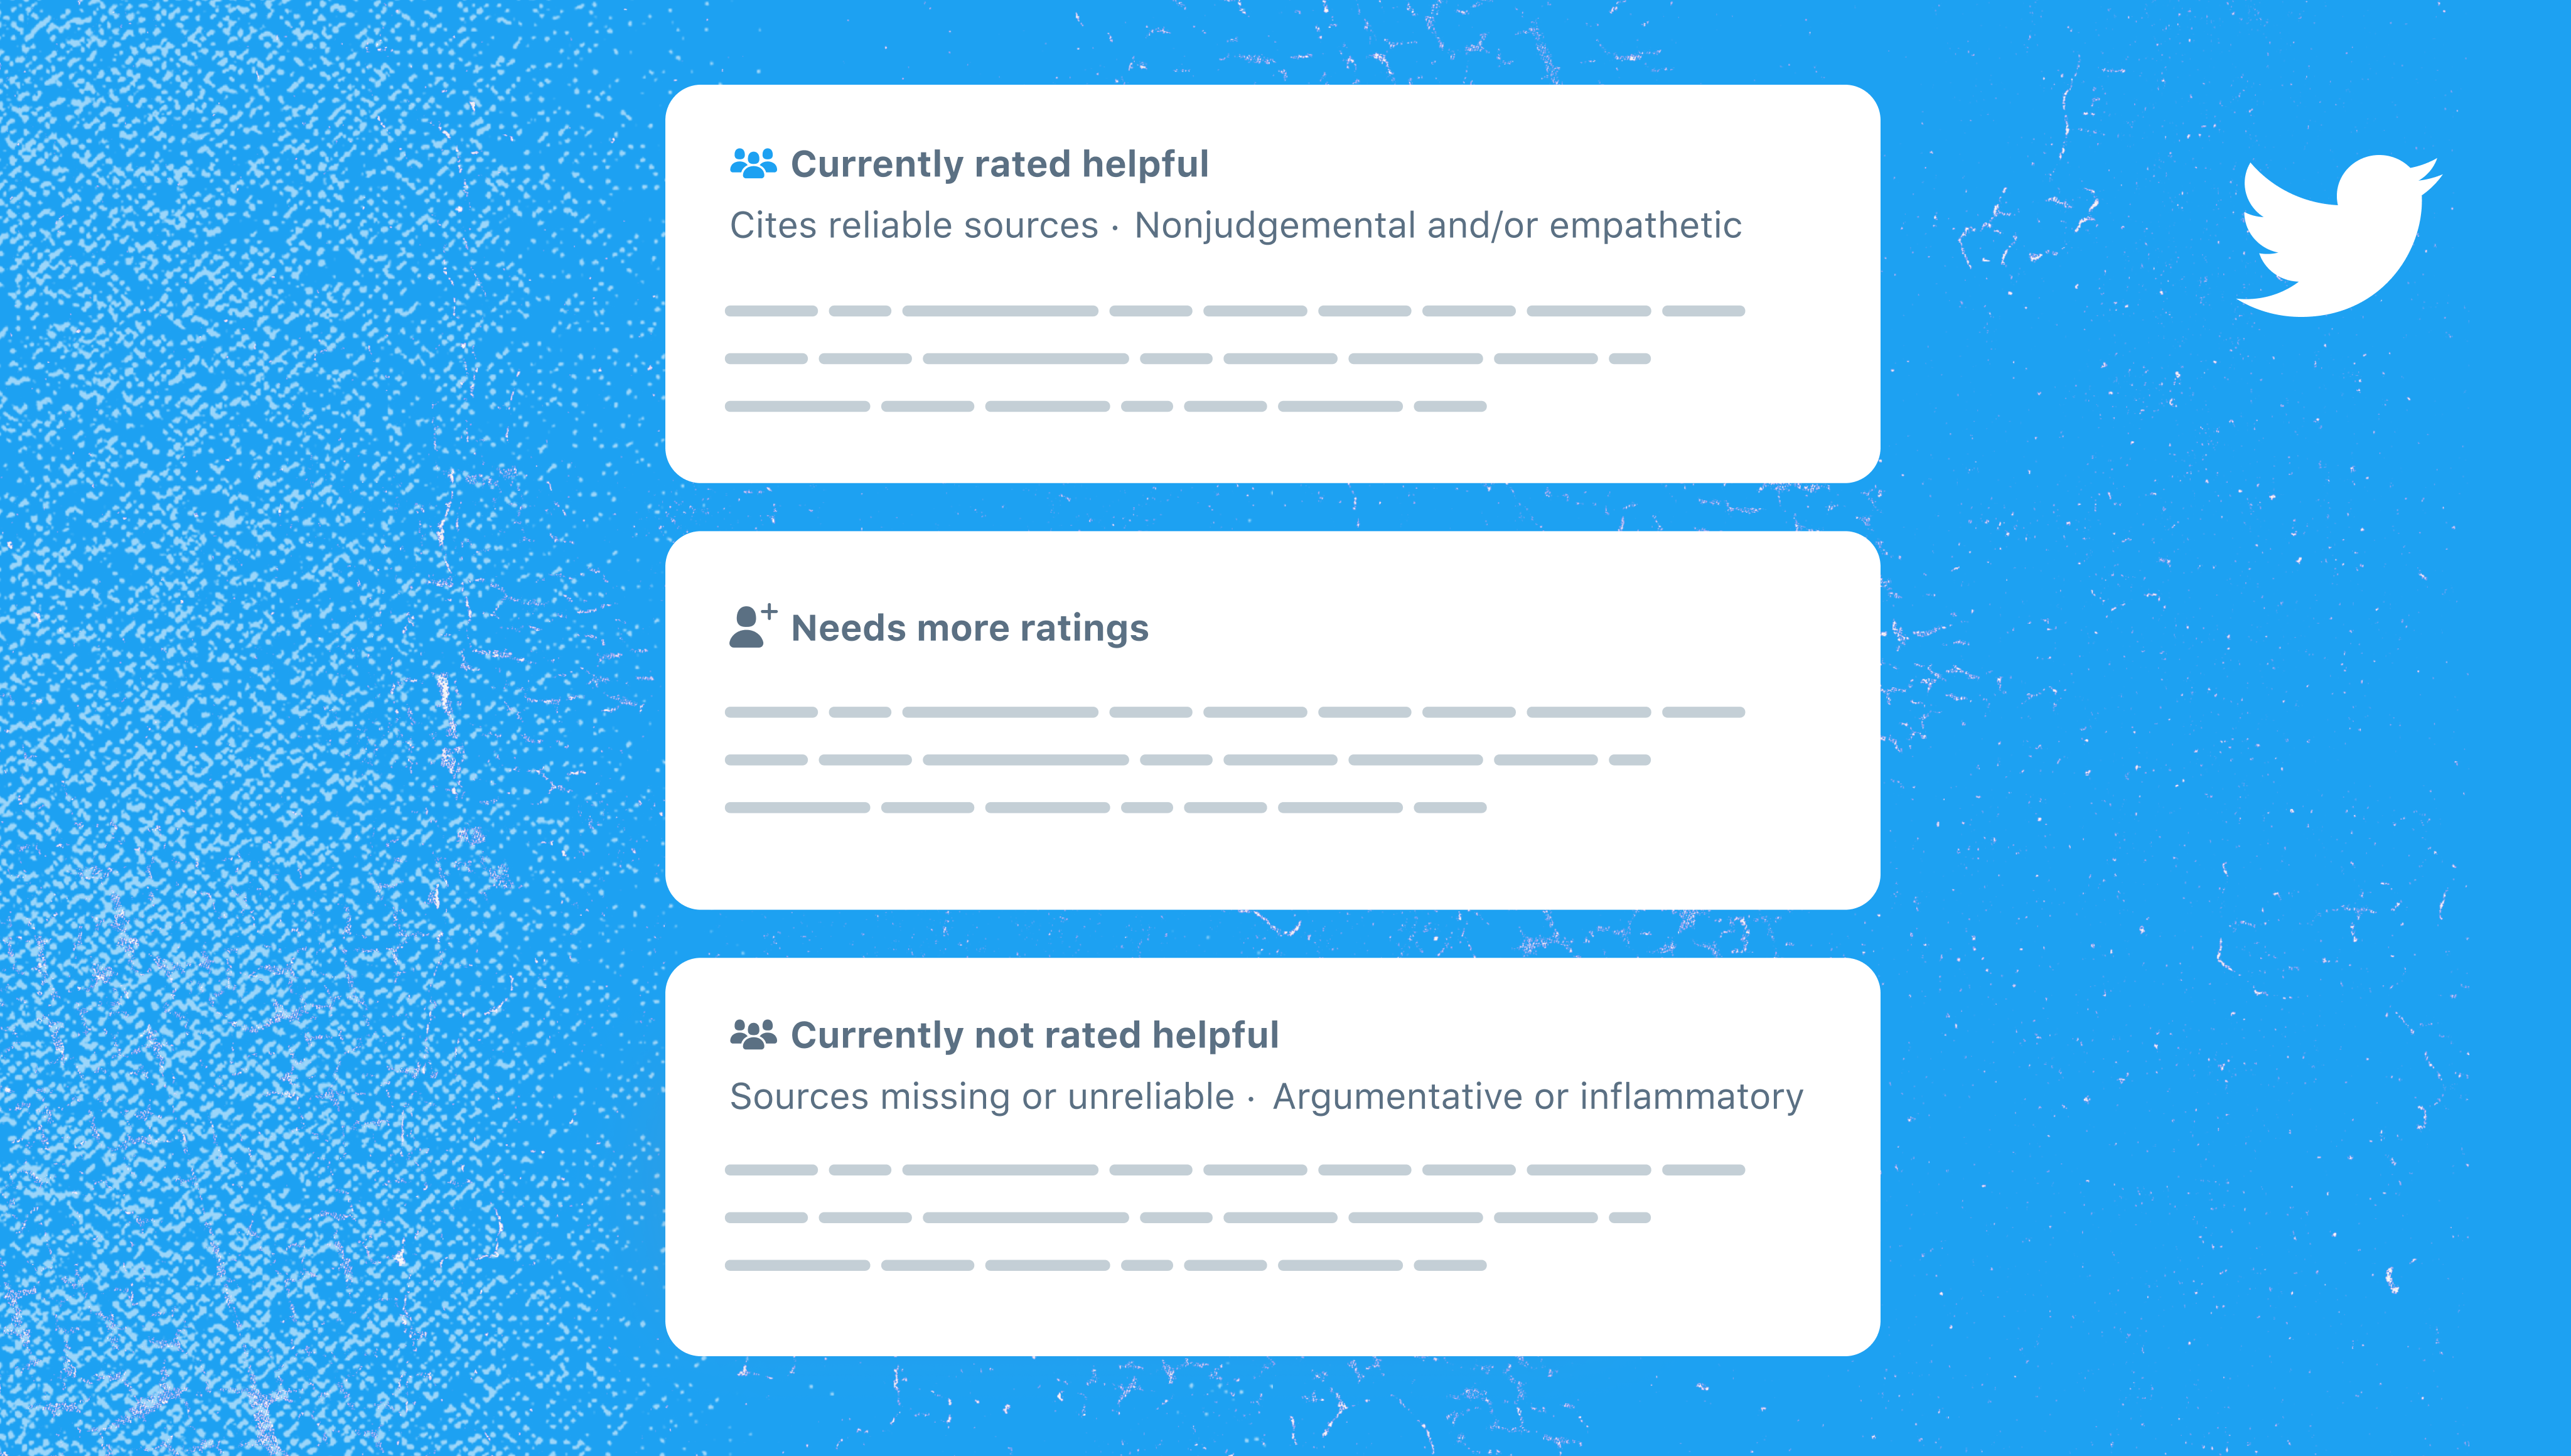 Currently rated helpful
Cites reliable sources · Nonjudgemental and/or empathetic
Needs more ratings
Currently not rated helpful
Sources missing or unreliable · Argumentative or inflammatory